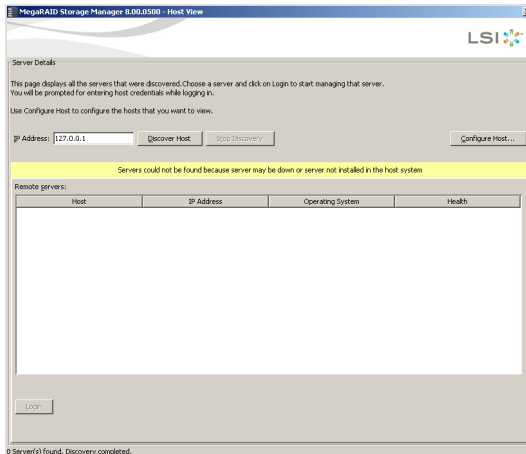 MegaRAID Storage Manager 8.00.0500 - Host View
LSI
Server Details
This page displays all the servers that were discovered.Choose a server and click on Login to start managing that server.
You will be prompted for entering host credentials while logging in.
Use Configure Host to configure the hosts that you want to view.
IP Address: 127.0.0.1 Discover Host Stop Discovery Configure Host...
Servers could not be found because server may be down or server not installed in the host system
Remote servers:
Host IP Address Operating System Health
Login
0 Server(s) found. Discovery completed.